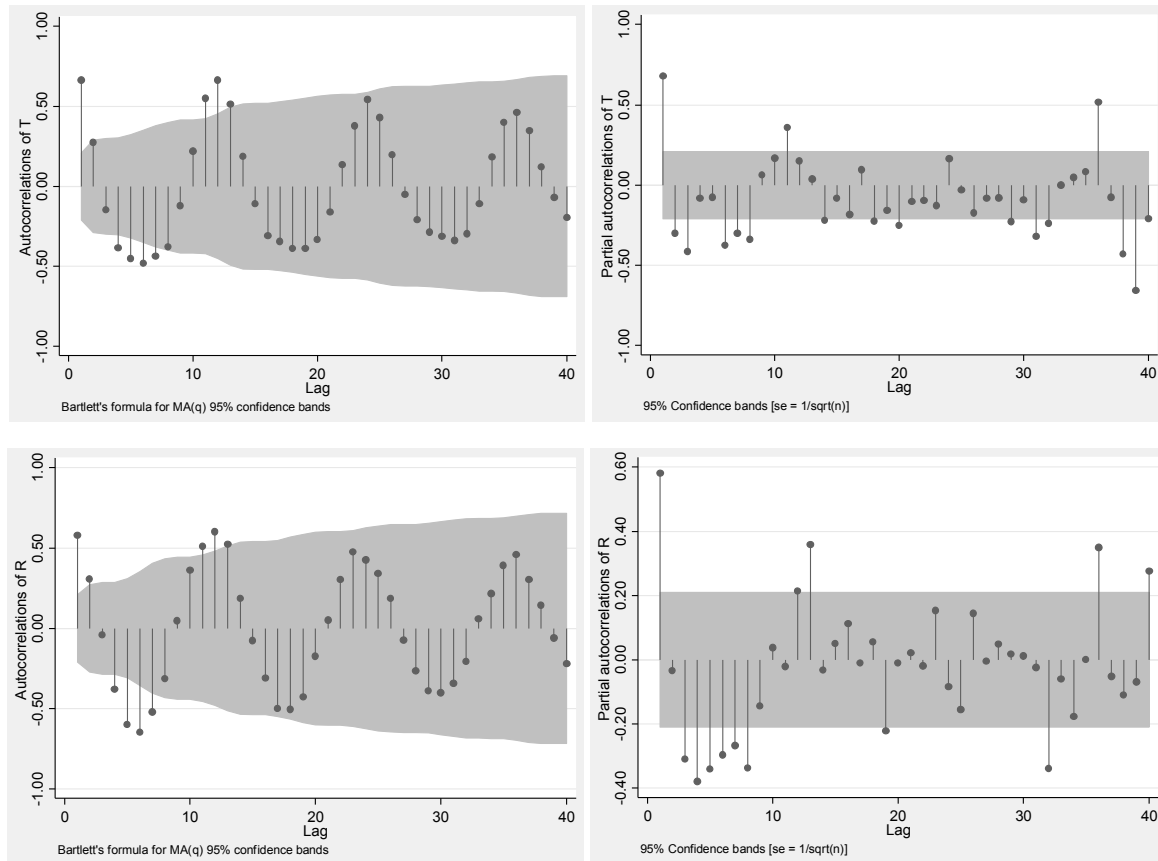 Autocorrelations of T
1.00
0.50
0.00
-0.50
-1.00
0 10 20 30 40
Lag
Bartlett's formula for MA(q) 95% confidence bands
Partial autocorrelations of T
1.00
0.50
0.00
-0.50
-1.00
0 10 20 30 40
Lag
95% Confidence bands [se = 1/sqrt(n)]
Autocorrelations of R
1.00
0.50
0.00
-0.50
-1.00
0 10 20 30 40
Lag
Bartlett's formula for MA(q) 95% confidence bands
Partial autocorrelations of R
0.60
0.40
0.20
0.00
-0.20
-0.40
0 10 20 30 40
Lag
95% Confidence bands [se = 1/sqrt(n)]